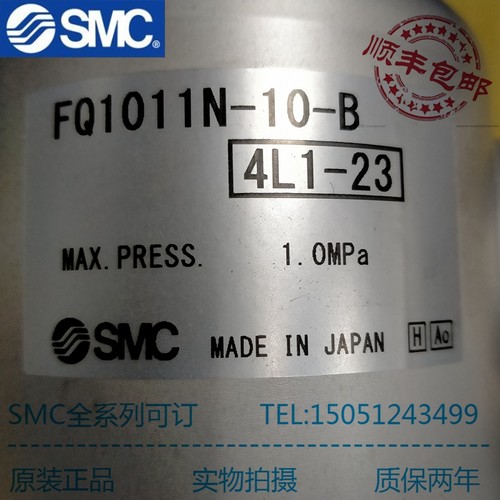 SMC®
顺丰包邮
FQ1011N-10-B
4L1-23
MAX. PRESS. 1.0MPa
SMC MADE IN JAPAN H Ao
SMC全系列可订 TEL:15051243499
原装正品 实物拍摄 质保两年